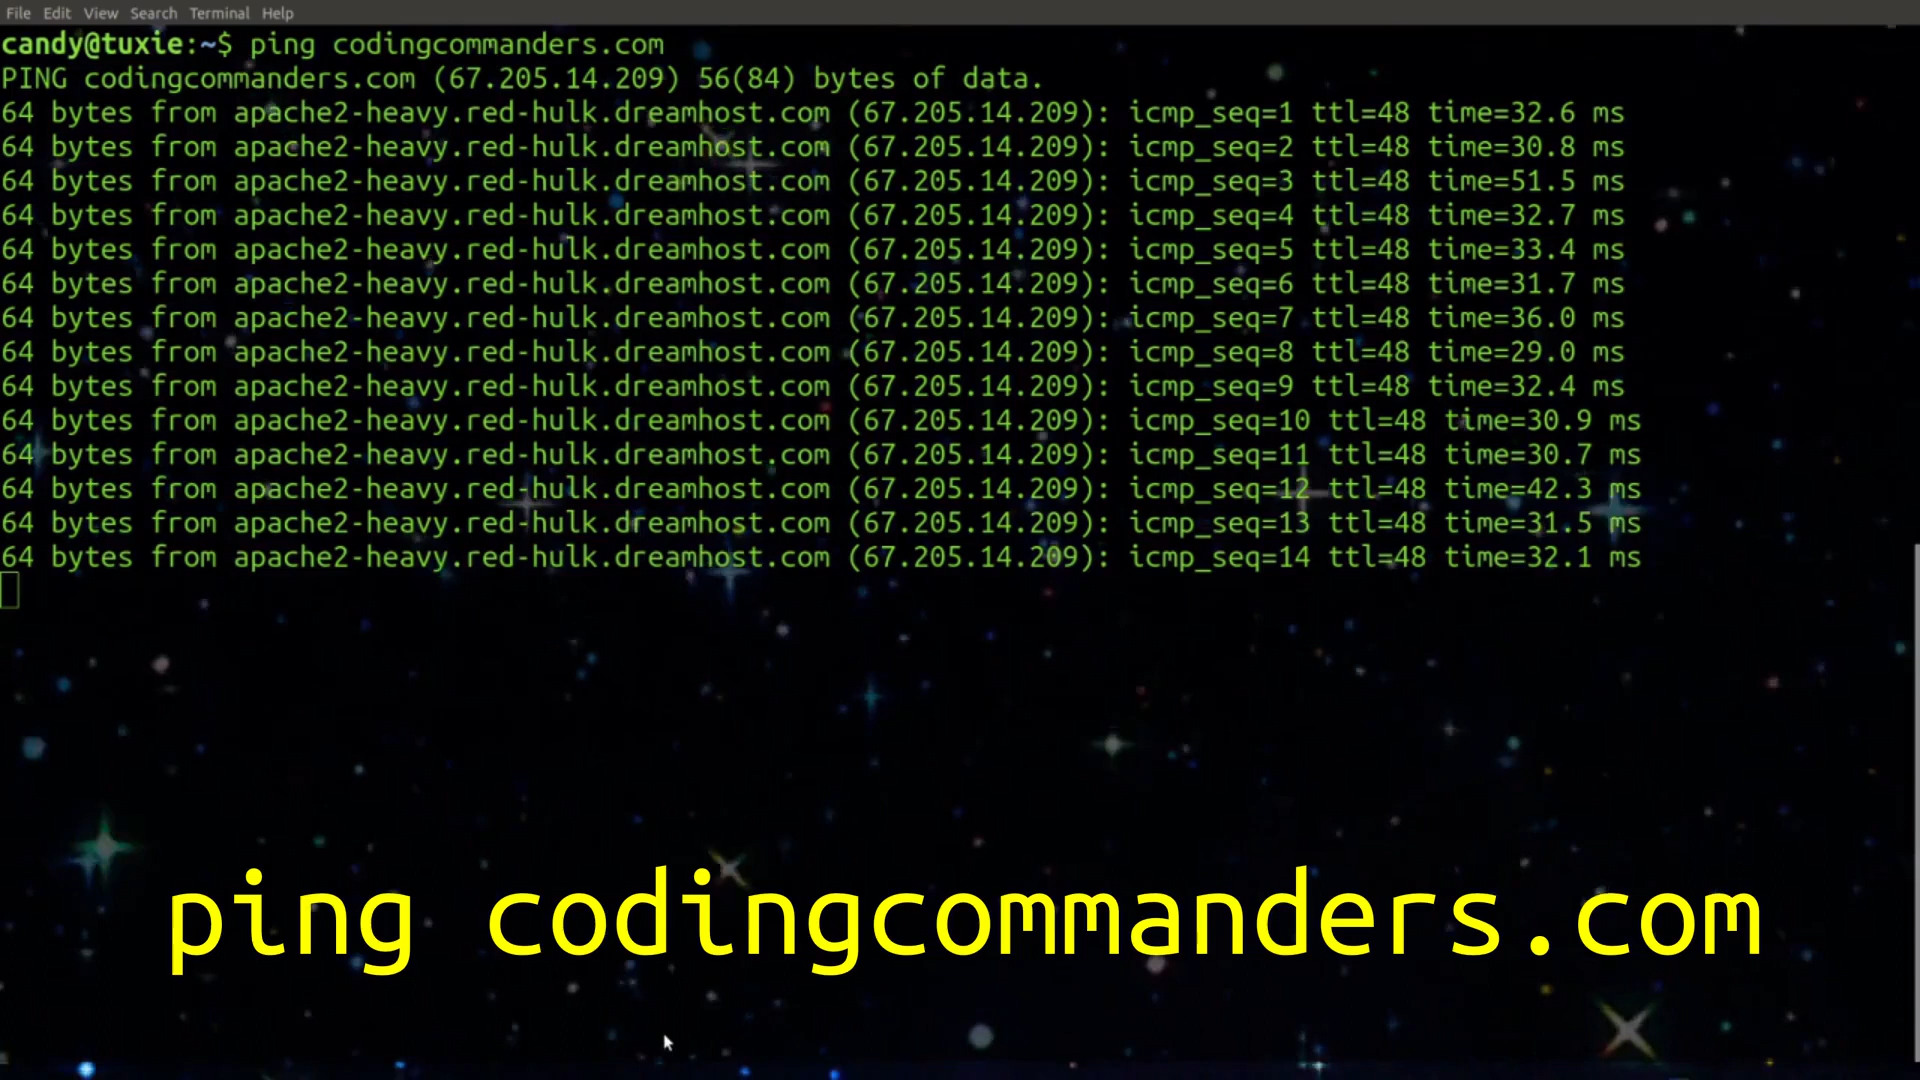 File Edit View Search Terminal Help
candy@tuxie:~$ ping codingcommanders.com
PING codingcommanders.com (67.205.14.209) 56(84) bytes of data.
64 bytes from apache2-heavy.red-hulk.dreamhost.com (67.205.14.209): icmp_seq=1 ttl=48 time=32.6 ms
64 bytes from apache2-heavy.red-hulk.dreamhost.com (67.205.14.209): icmp_seq=2 ttl=48 time=30.8 ms
64 bytes from apache2-heavy.red-hulk.dreamhost.com (67.205.14.209): icmp_seq=3 ttl=48 time=51.5 ms
64 bytes from apache2-heavy.red-hulk.dreamhost.com (67.205.14.209): icmp_seq=4 ttl=48 time=32.7 ms
64 bytes from apache2-heavy.red-hulk.dreamhost.com (67.205.14.209): icmp_seq=5 ttl=48 time=33.4 ms
64 bytes from apache2-heavy.red-hulk.dreamhost.com (67.205.14.209): icmp_seq=6 ttl=48 time=31.7 ms
64 bytes from apache2-heavy.red-hulk.dreamhost.com (67.205.14.209): icmp_seq=7 ttl=48 time=36.0 ms
64 bytes from apache2-heavy.red-hulk.dreamhost.com (67.205.14.209): icmp_seq=8 ttl=48 time=29.0 ms
64 bytes from apache2-heavy.red-hulk.dreamhost.com (67.205.14.209): icmp_seq=9 ttl=48 time=32.4 ms
64 bytes from apache2-heavy.red-hulk.dreamhost.com (67.205.14.209): icmp_seq=10 ttl=48 time=30.9 ms
64 bytes from apache2-heavy.red-hulk.dreamhost.com (67.205.14.209): icmp_seq=11 ttl=48 time=30.7 ms
64 bytes from apache2-heavy.red-hulk.dreamhost.com (67.205.14.209): icmp_seq=12 ttl=48 time=42.3 ms
64 bytes from apache2-heavy.red-hulk.dreamhost.com (67.205.14.209): icmp_seq=13 ttl=48 time=31.5 ms
64 bytes from apache2-heavy.red-hulk.dreamhost.com (67.205.14.209): icmp_seq=14 ttl=48 time=32.1 ms
ping codingcommanders.com